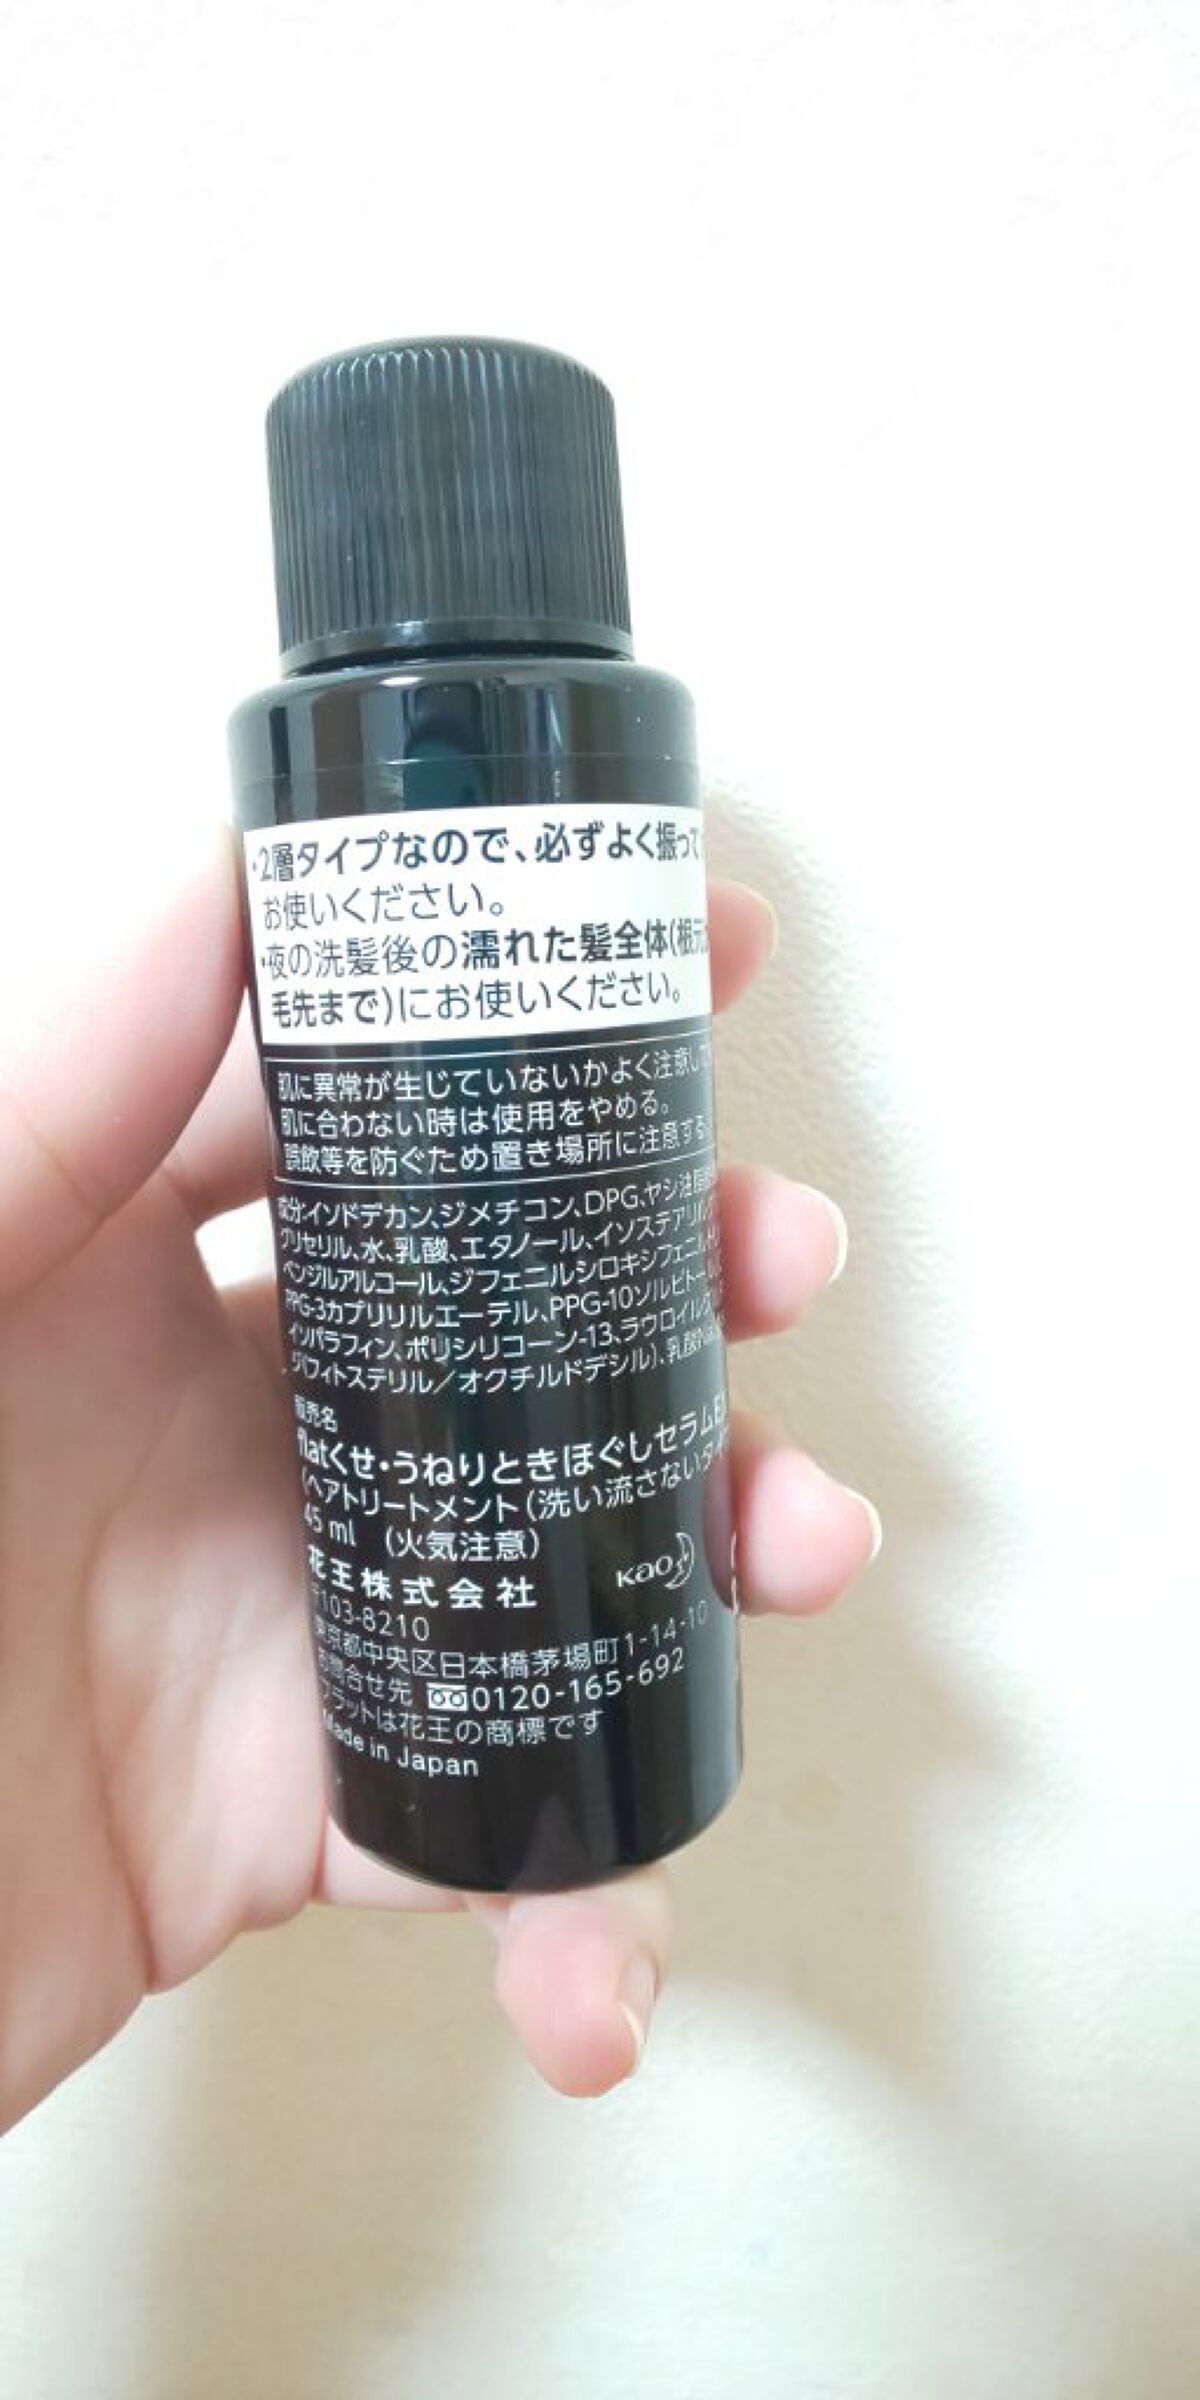 ・2層タイプなので、必ずよく振って
お使いください。
・夜の洗髪後の濡れた髪全体(根元
毛先まで)にお使いください。
肌に異常が生じていないかよく注意して
肌に合わない時は使用をやめる。
誤飲等を防ぐため置き場所に注意する
成分:イソドデカン、ジメチコン、DPG、ヤシ油脂肪酸
グリセリル、水、乳酸、エタノール、イソステアリル
ベンジルアルコール、ジフェニルシロキシフェニル
PPG-3カプリリルエーテル、PPG-10ソルビトール
イソパラフィン、ポリシリコーン-13、ラウロイル
(フィトステリル/オクチルドデシル)、乳酸
販売名
flatくせ・うねりときほぐしセラムE
〈ヘアトリートメント(洗い流さないタイ
45 ml (火気注意)
花王株式会社
kao
〒103-8210
東京都中央区日本橋茅場町1-14-10
お問合せ先 0120-165-692
フラットは花王の商標です
Made in Japan